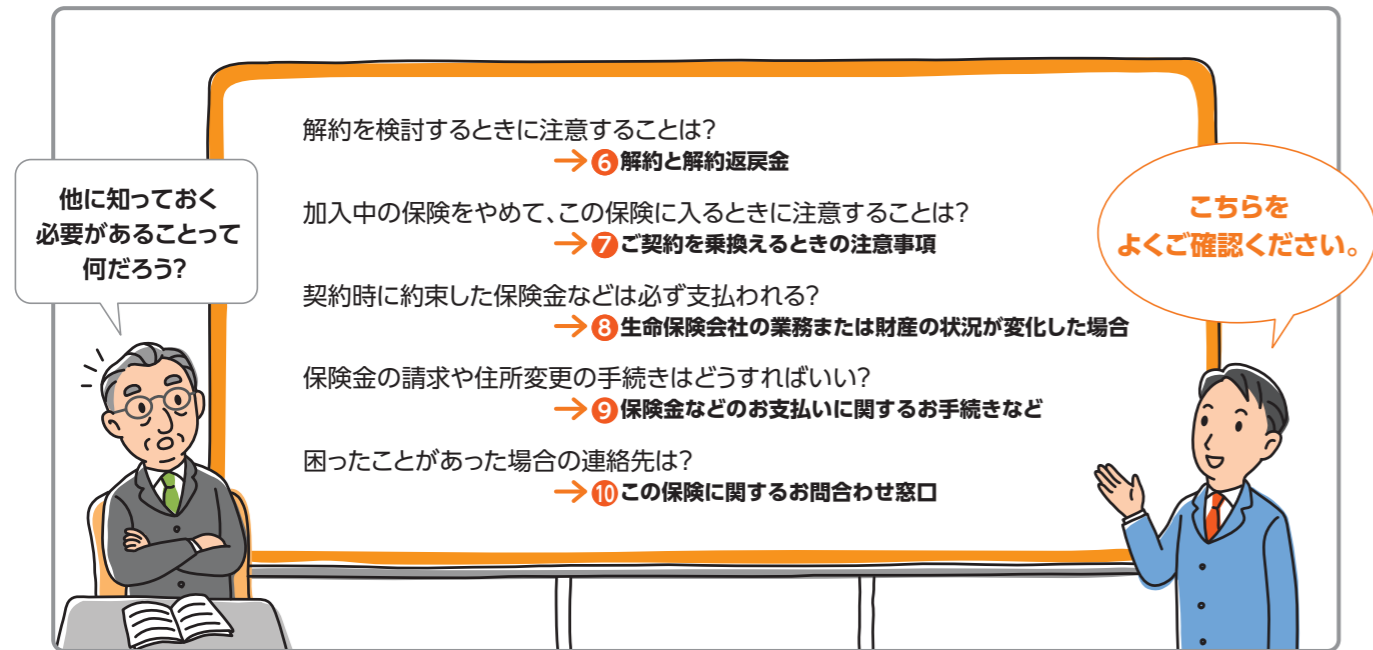 解約を検討するときに注意することは?
→❻解約と解約返戻金
加入中の保険をやめて、この保険に入るときに注意することは?
→❼ご契約を乗換えるときの注意事項
契約時に約束した保険金などは必ず支払われる?
→❽生命保険会社の業務または財産の状況が変化した場合
保険金の請求や住所変更の手続きはどうすればいい?
→❾保険金などのお支払いに関するお手続きなど
困ったことがあった場合の連絡先は?
→❿この保険に関するお問合わせ窓口
他に知っておく
必要があることって
何だろう?
こちらを
よくご確認ください。